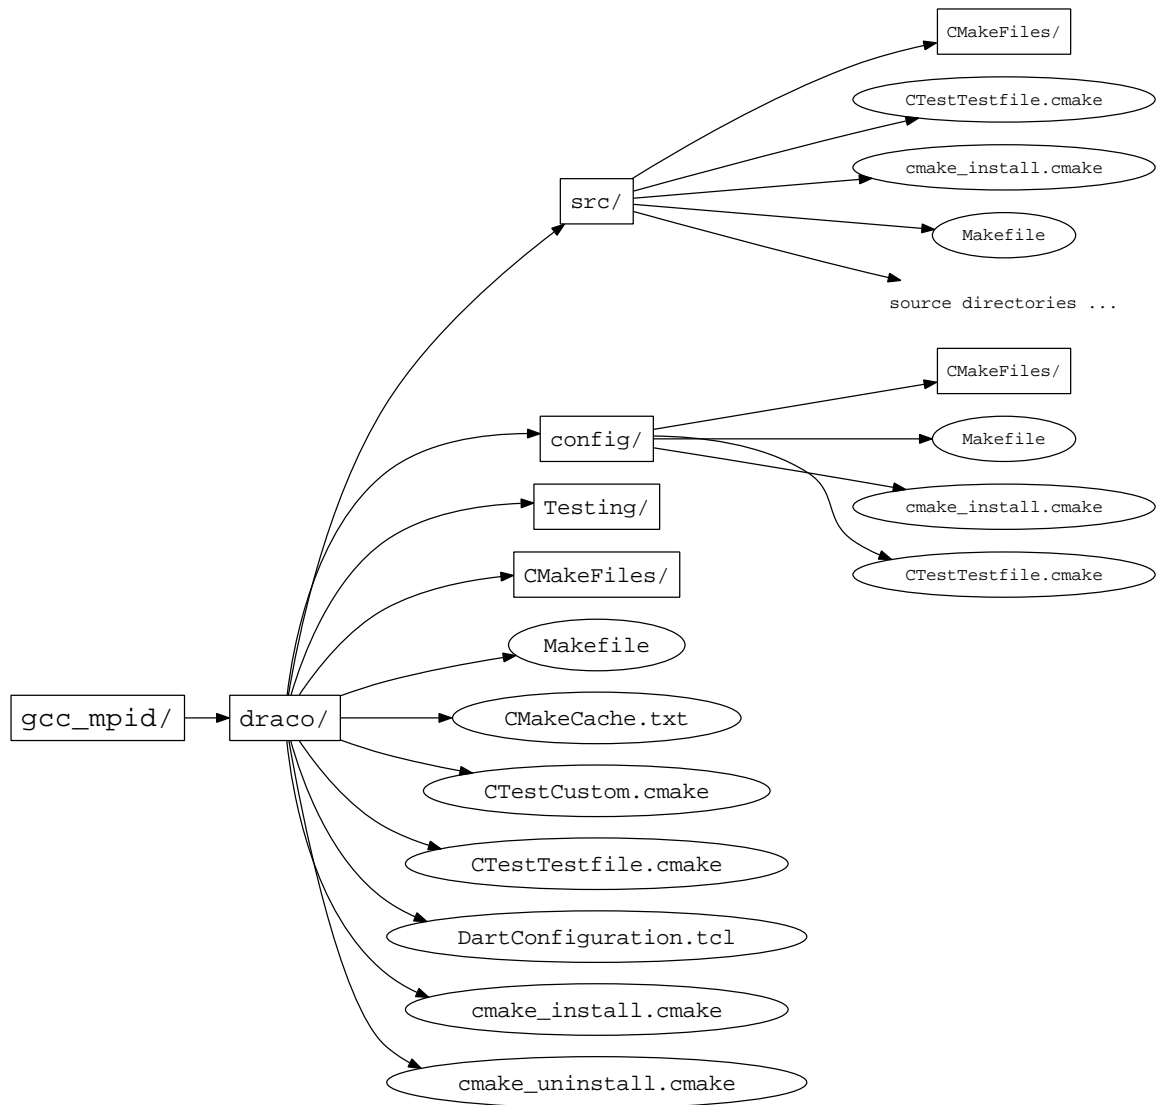 CMakeFiles/
CTestTestfile.cmake
cmake_install.cmake
src/
Makefile
source directories ...
CMakeFiles/
config/
Makefile
Testing/
cmake_install.cmake
CMakeFiles/
CTestTestfile.cmake
Makefile
gcc_mpid/
draco/
CMakeCache.txt
CTestCustom.cmake
CTestTestfile.cmake
DartConfiguration.tcl
cmake_install.cmake
cmake_uninstall.cmake